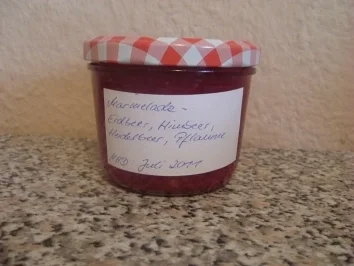 Marmelade -
Erdbeer, Himbeer,
Heidelbeer, Pflaume
Juli 2011